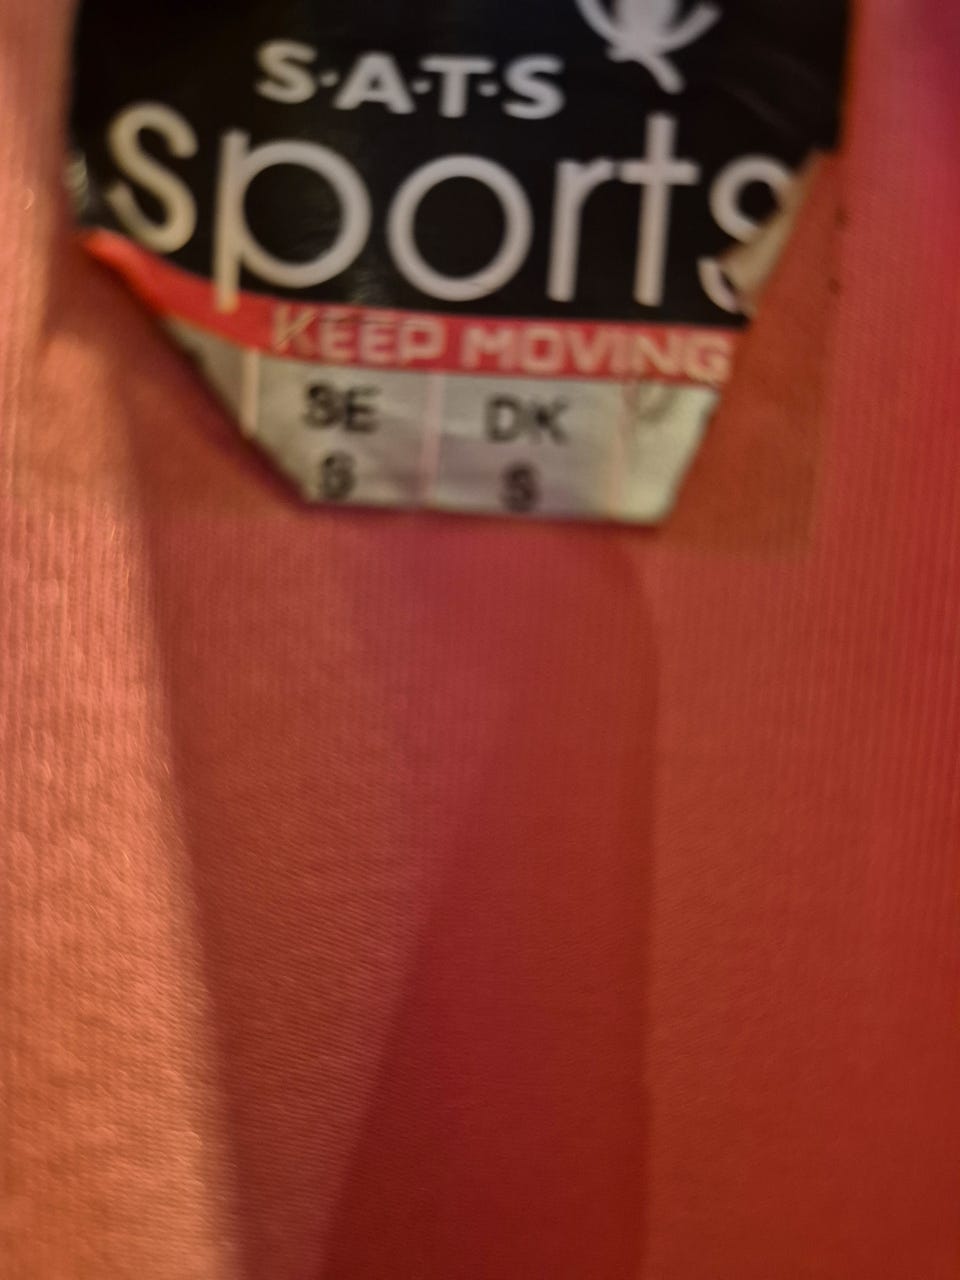 S·A·T·S
sports
KEEP MOVING
SE DK
S S